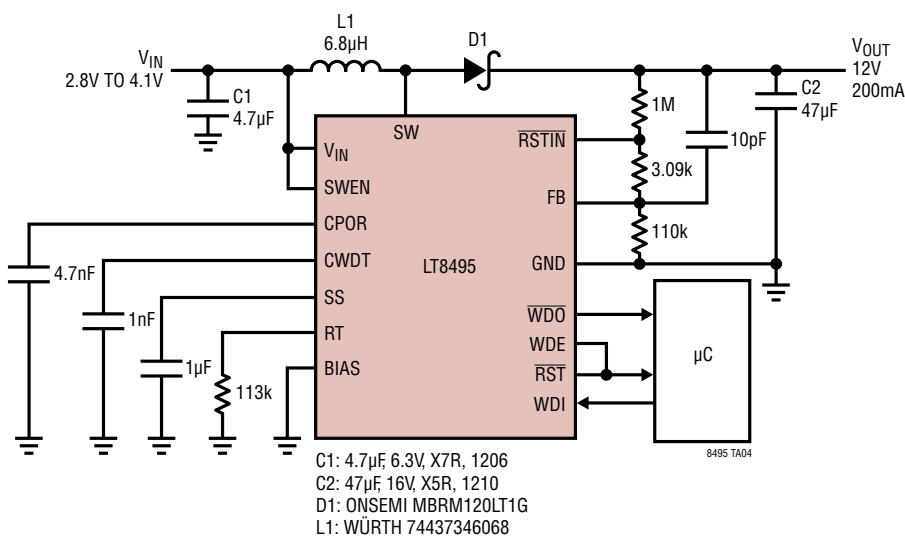 L1
6.8µH
D1
VIN
2.8V TO 4.1V
VOUT
12V
200mA
C1
4.7µF
C2
47µF
1M
10pF
3.09k
110k
SW
VIN
SWEN
CPOR
CWDT
SS
RT
BIAS
LT8495
RSTIN
FB
GND
WDO
WDE
RST
WDI
µC
4.7nF
1nF
1µF
113k
8495 TA04
C1: 4.7µF, 6.3V, X7R, 1206
C2: 47µF, 16V, X5R, 1210
D1: ONSEMI MBRM120LT1G
L1: WÜRTH 74437346068